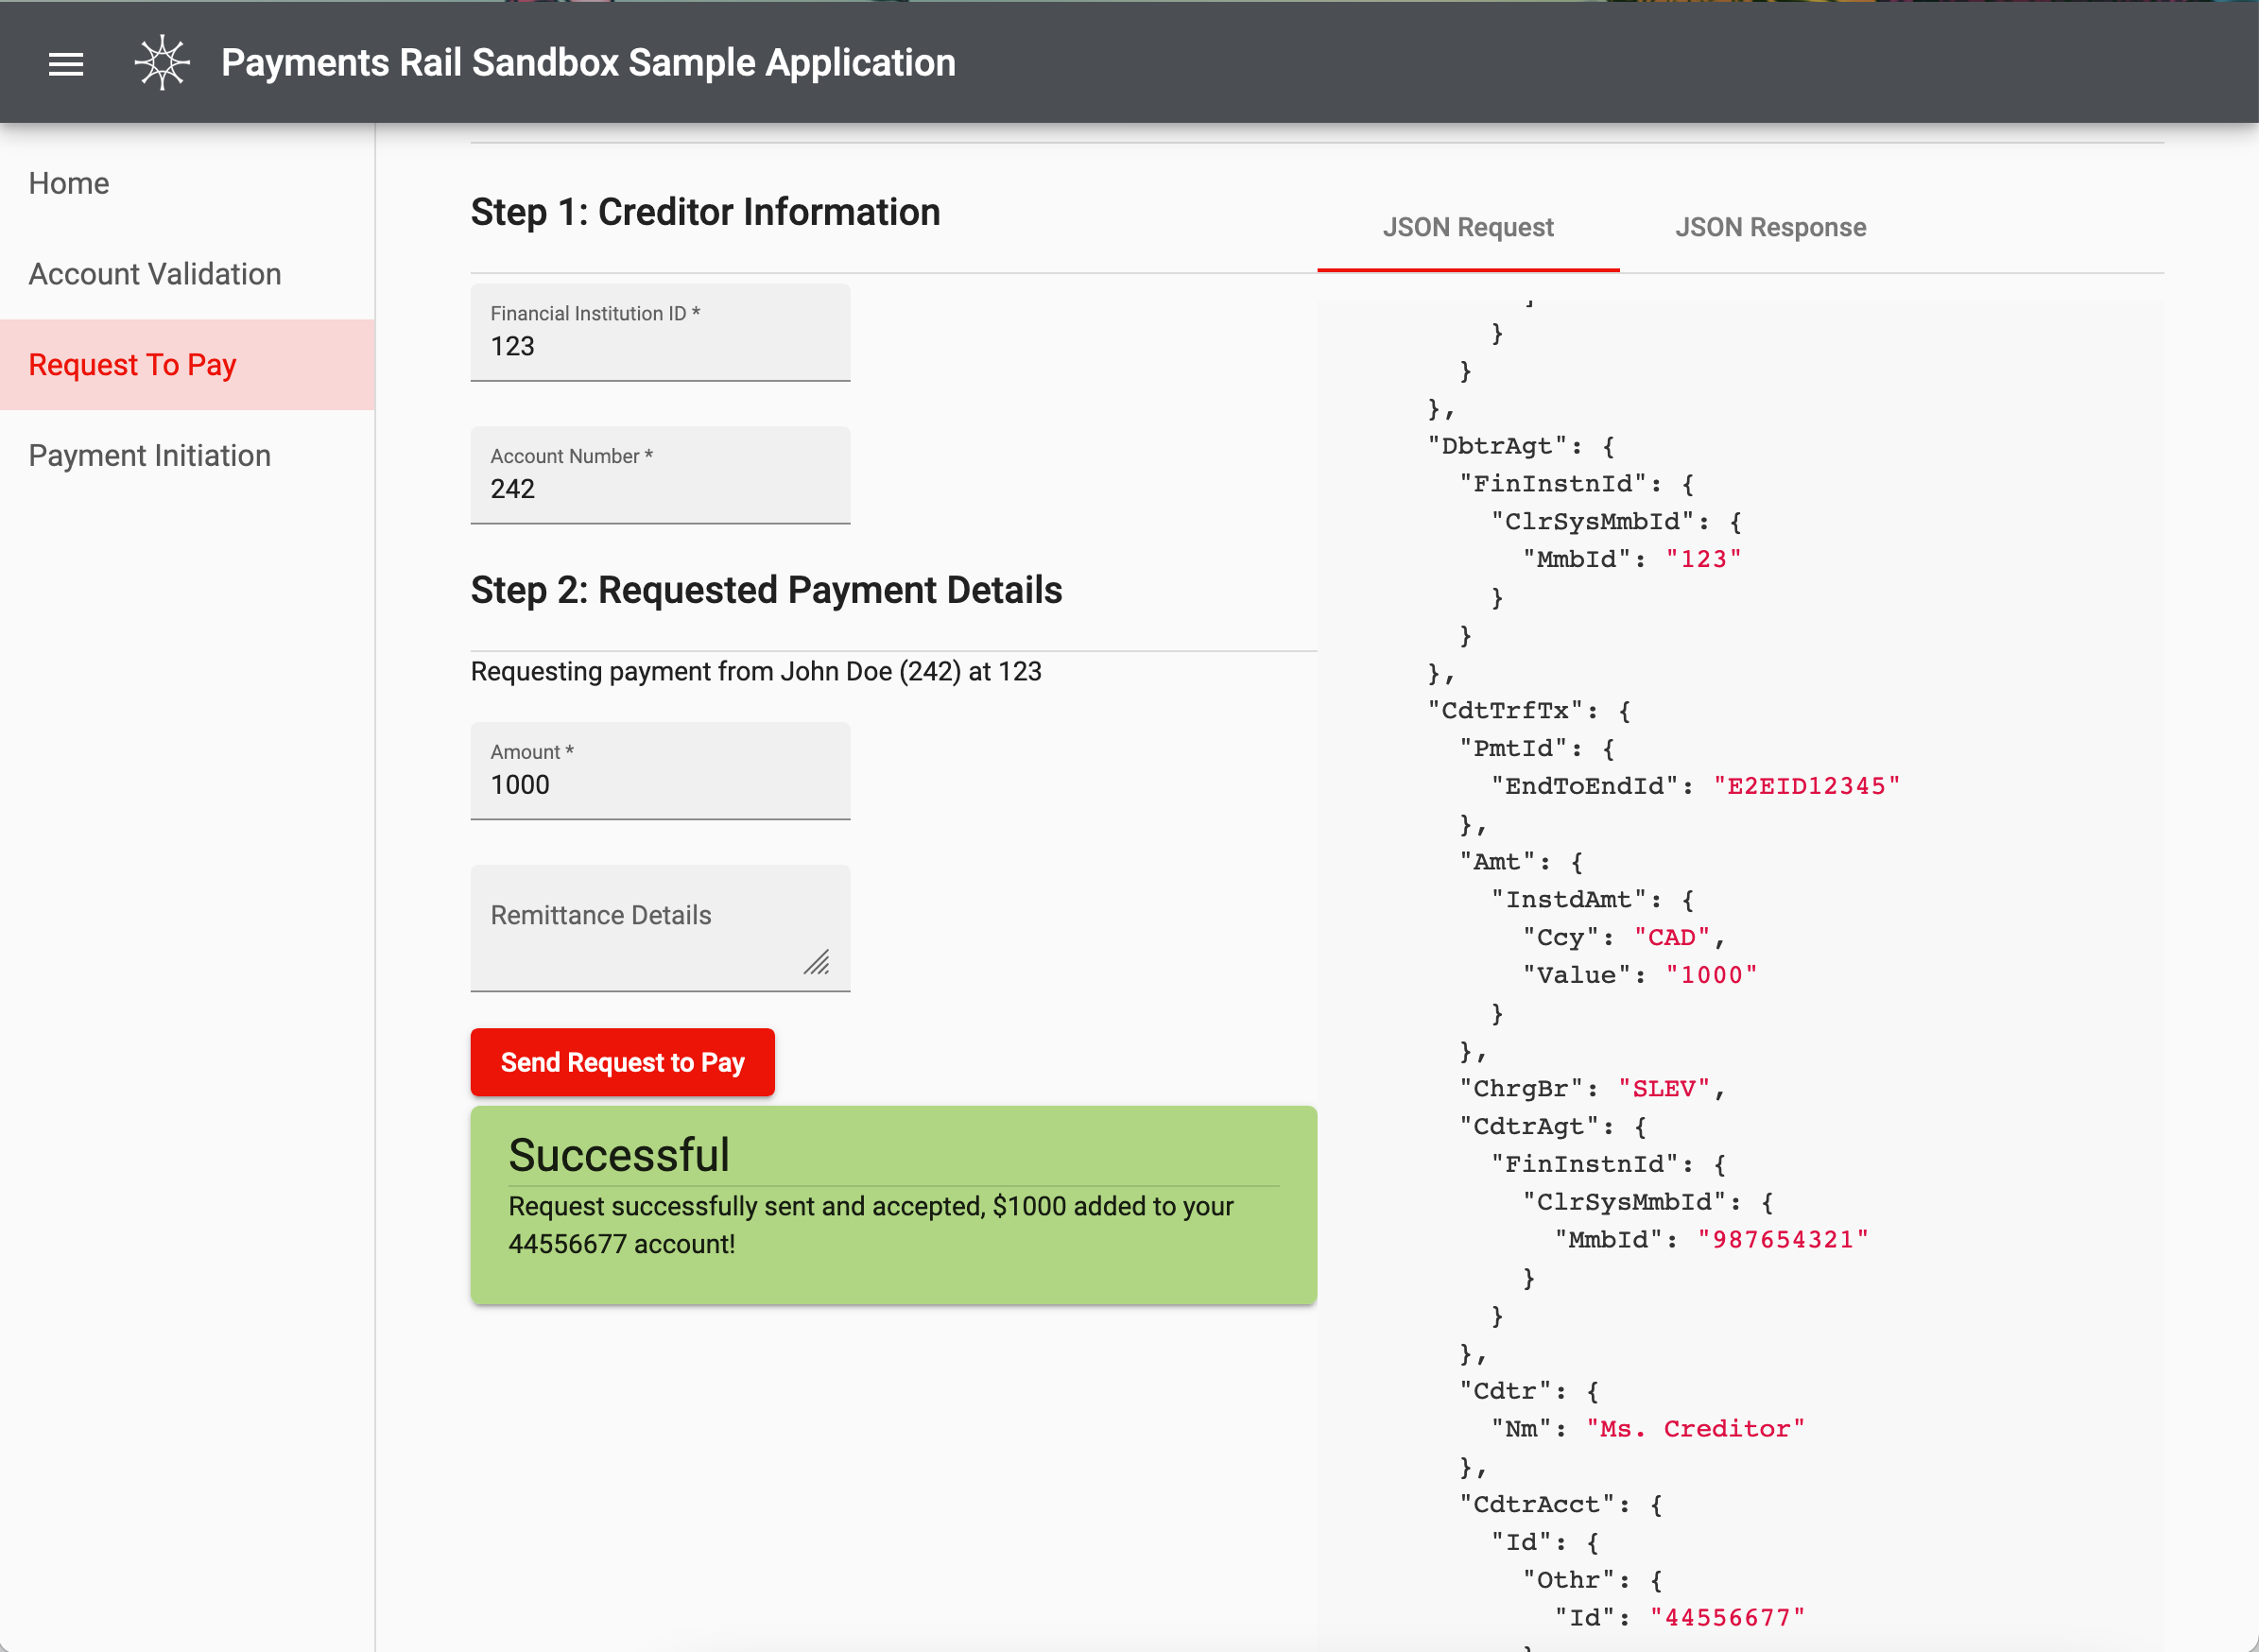 Payments Rail Sandbox Sample Application
Home
Account Validation
Request To Pay
Payment Initiation
Step 1: Creditor Information
Financial Institution ID *
123
Account Number *
242
Step 2: Requested Payment Details
Requesting payment from John Doe (242) at 123
Amount *
1000
Remittance Details
Send Request to Pay
Successful
Request successfully sent and accepted, $1000 added to your
44556677 account!
JSON Request
JSON Response
}
}
},
"DbtrAgt": {
"FinInstnId": {
"ClrSysMmbId": {
"MmbId": "123"
}
}
},
"CdtTrfTx": {
"PmtId": {
"EndToEndId": "E2EID12345"
},
"Amt": {
"InstdAmt": {
"Ccy": "CAD",
"Value": "1000"
}
},
"ChrgBr": "SLEV",
"CdtrAgt": {
"FinInstnId": {
"ClrSysMmbId": {
"MmbId": "987654321"
}
}
},
"Cdtr": {
"Nm": "Ms. Creditor"
},
"CdtrAcct": {
"Id": {
"Othr": {
"Id": "44556677"